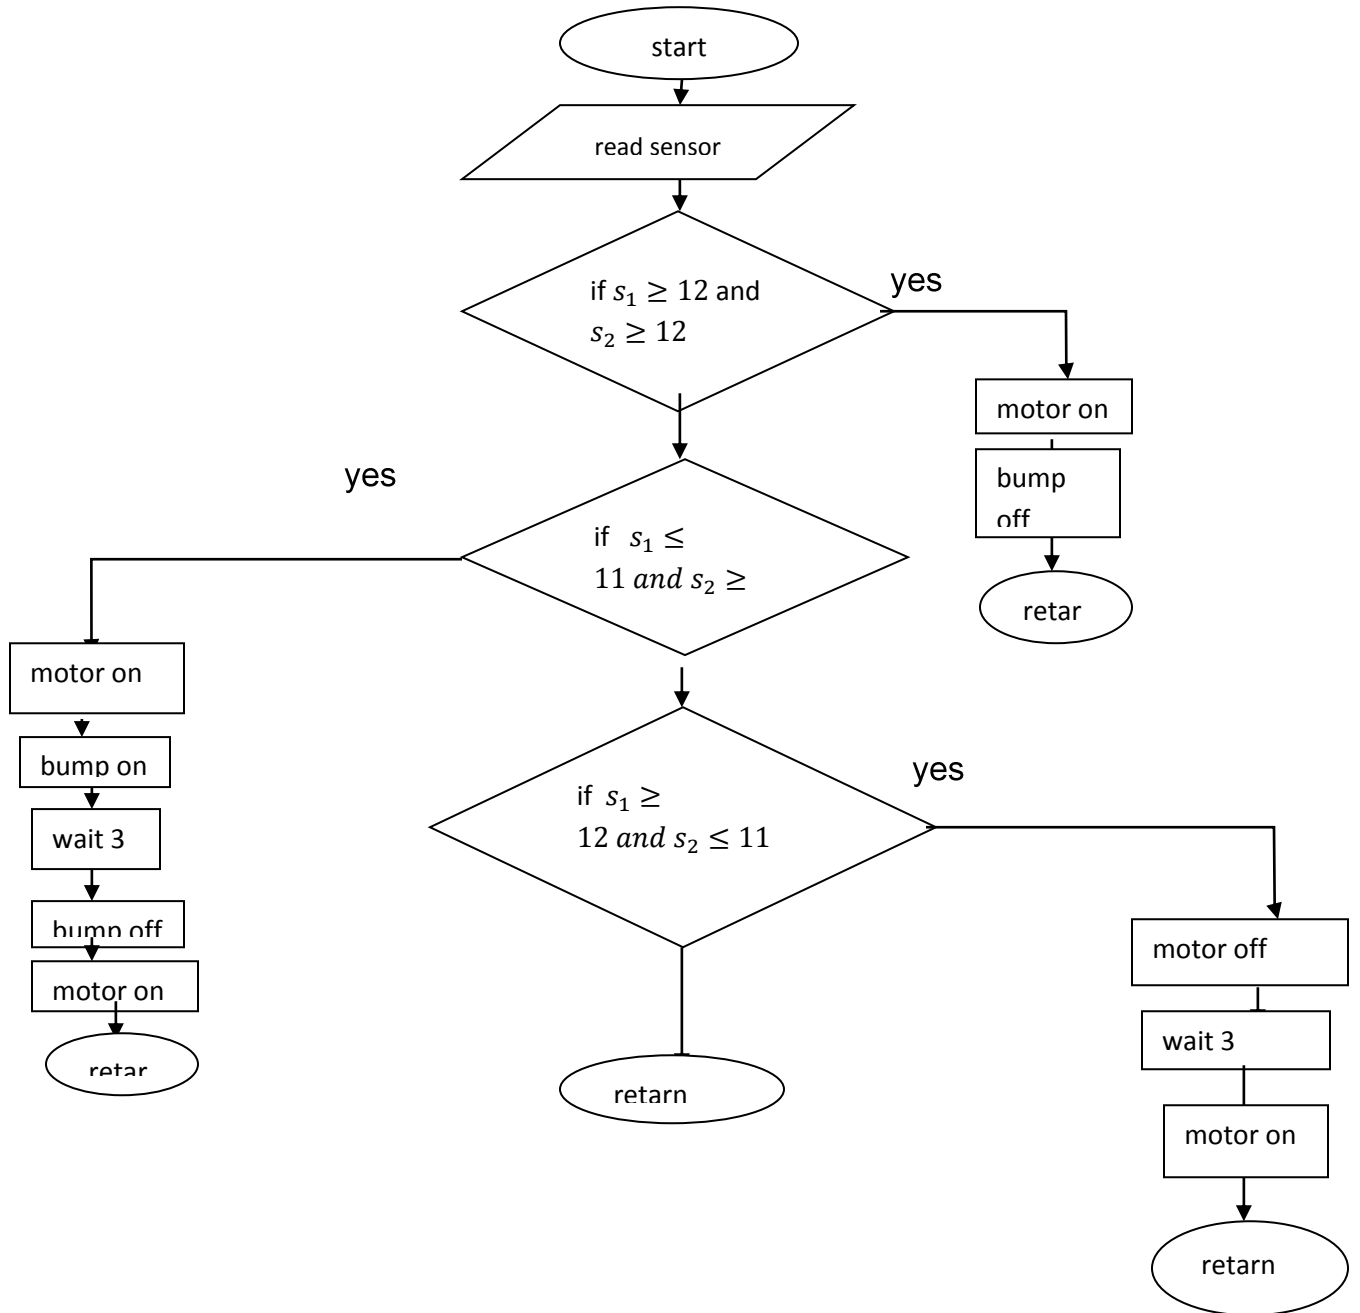 start
read sensor
if s₁ ≥ 12 and
s₂ ≥ 12
yes
motor on
bump
off
retar
yes
if s₁ ≤
11 and s₂ ≥
motor on
bump on
wait 3
bump off
motor on
retar
if s₁ ≥
12 and s₂ ≤ 11
yes
motor off
wait 3
motor on
retarn
retarn